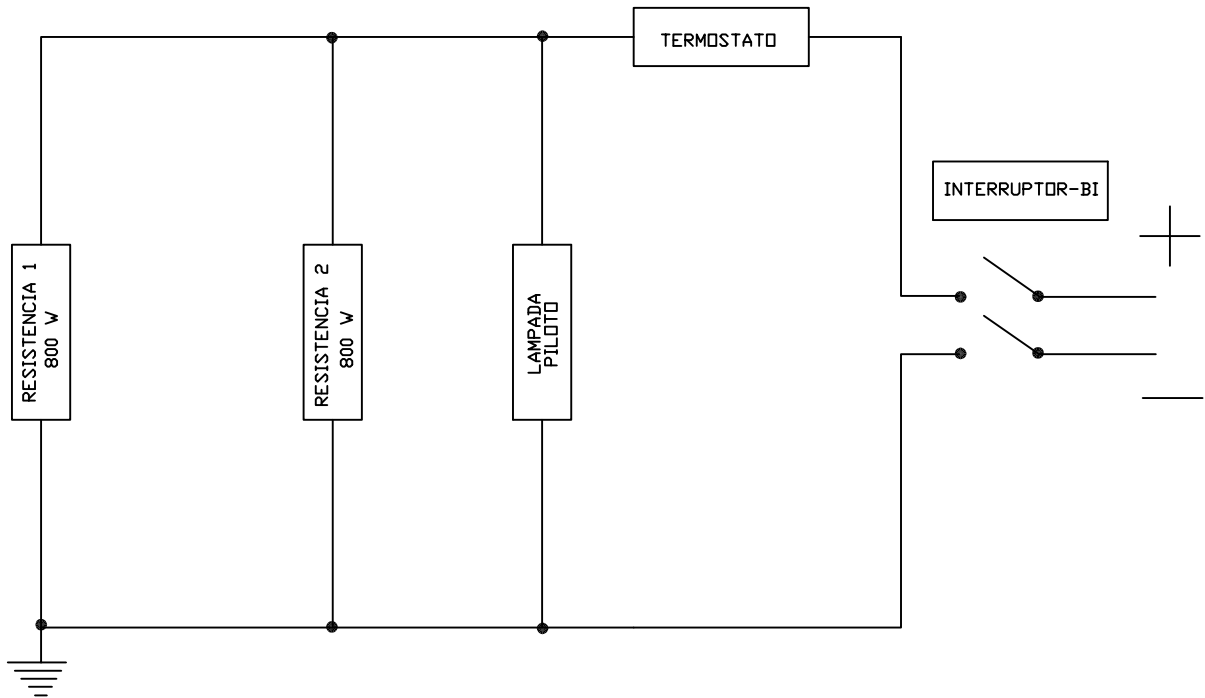 TERMOSTATO
INTERRUPTOR-BI
RESISTENCIA 1
800 W
RESISTENCIA 2
800 W
LAMPADA
PILOTO